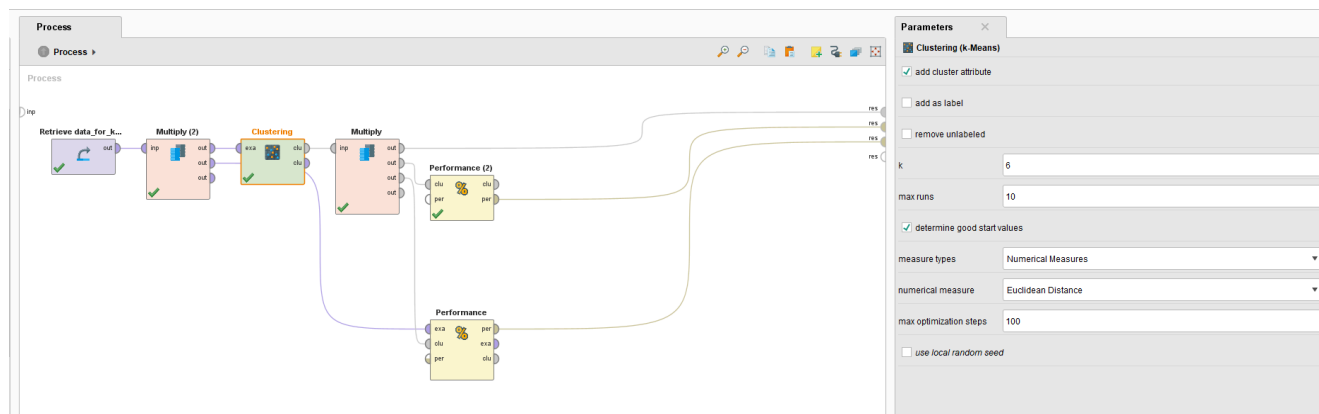 Process
Process
Process
inp
res
res
res
res
Retrieve data_for_k...
out
Multiply (2)
inp
out
out
out
Clustering
exa
clu
clu
Multiply
inp
out
out
out
out
Performance (2)
clu
per
clu
per
Performance
exa
clu
per
per
exa
clu
Parameters
Clustering (k-Means)
add cluster attribute
add as label
remove unlabeled
k
6
max runs
10
determine good start values
measure types
Numerical Measures
numerical measure
Euclidean Distance
max optimization steps
100
use local random seed